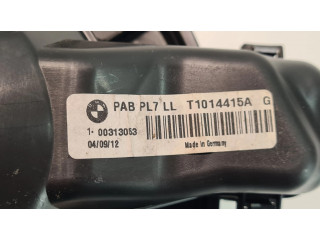 PAB PL7 LL T1014415A G
1- 00313053
04/09/12 Made in Germany